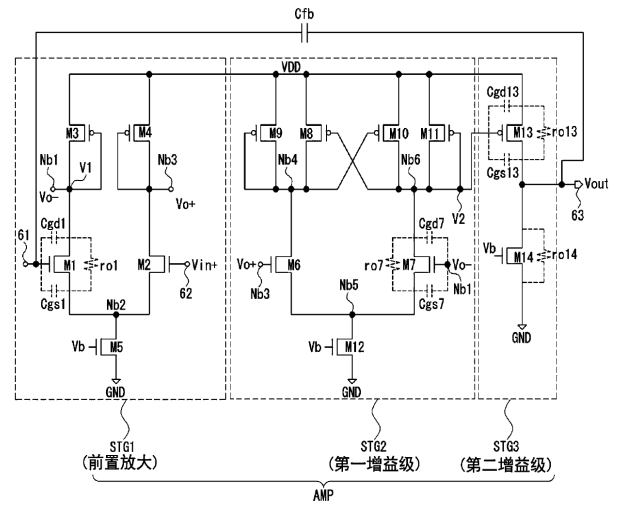 Cfb
VDD
Cgd13
M3
M4
M9
M8
M10
M11
M13
ro13
Nb1
V1
Nb3
Nb4
Nb6
Cgs13
Vo-
Vo+
V2
Vout
63
61
Cgd1
Cgd7
M1
ro1
M2
Vin+
62
Vo+
Nb3
M6
ro7
M7
Vo-
Nb1
Vb
M14
ro14
Cgs1
Cgs7
Nb2
Nb5
Vb
M5
Vb
M12
GND
GND
GND
STG1
(前置放大)
STG2
(第一增益级)
STG3
(第二增益级)
AMP